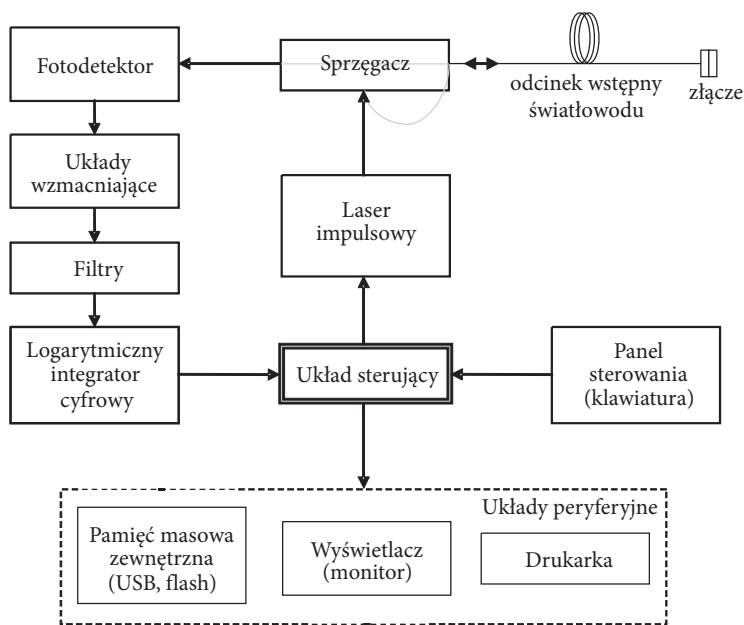 Fotodetektor
Sprzęgacz
odcinek wstępny
światłowodu
złącze
Układy
wzmacniające
Laser
impulsowy
Filtry
Logarytmiczny
integrator
cyfrowy
Układ sterujący
Panel
sterowania
(klawiatura)
Układy peryferyjne
Pamięć masowa
zewnętrzna
(USB, flash)
Wyświetlacz
(monitor)
Drukarka